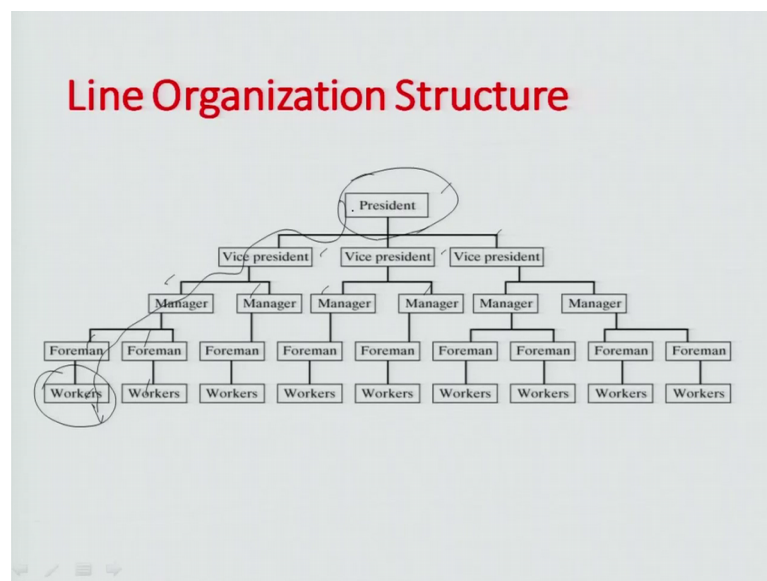 Line Organization Structure
President
Vice president Vice president Vice president
Manager Manager Manager Manager Manager Manager
Foreman Foreman Foreman Foreman Foreman Foreman Foreman Foreman Foreman
Workers Workers Workers Workers Workers Workers Workers Workers Workers